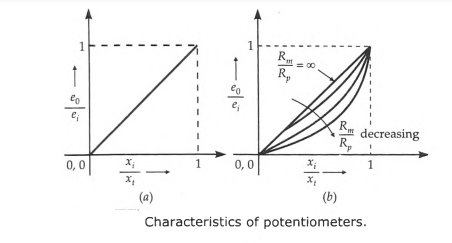 1
e₀/eᵢ
0, 0
xᵢ/xₜ
1
(a)
1
Rₘ/Rₚ = ∞
e₀/eᵢ
Rₘ/Rₚ decreasing
0, 0
xᵢ/xₜ
1
(b)
Characteristics of potentiometers.